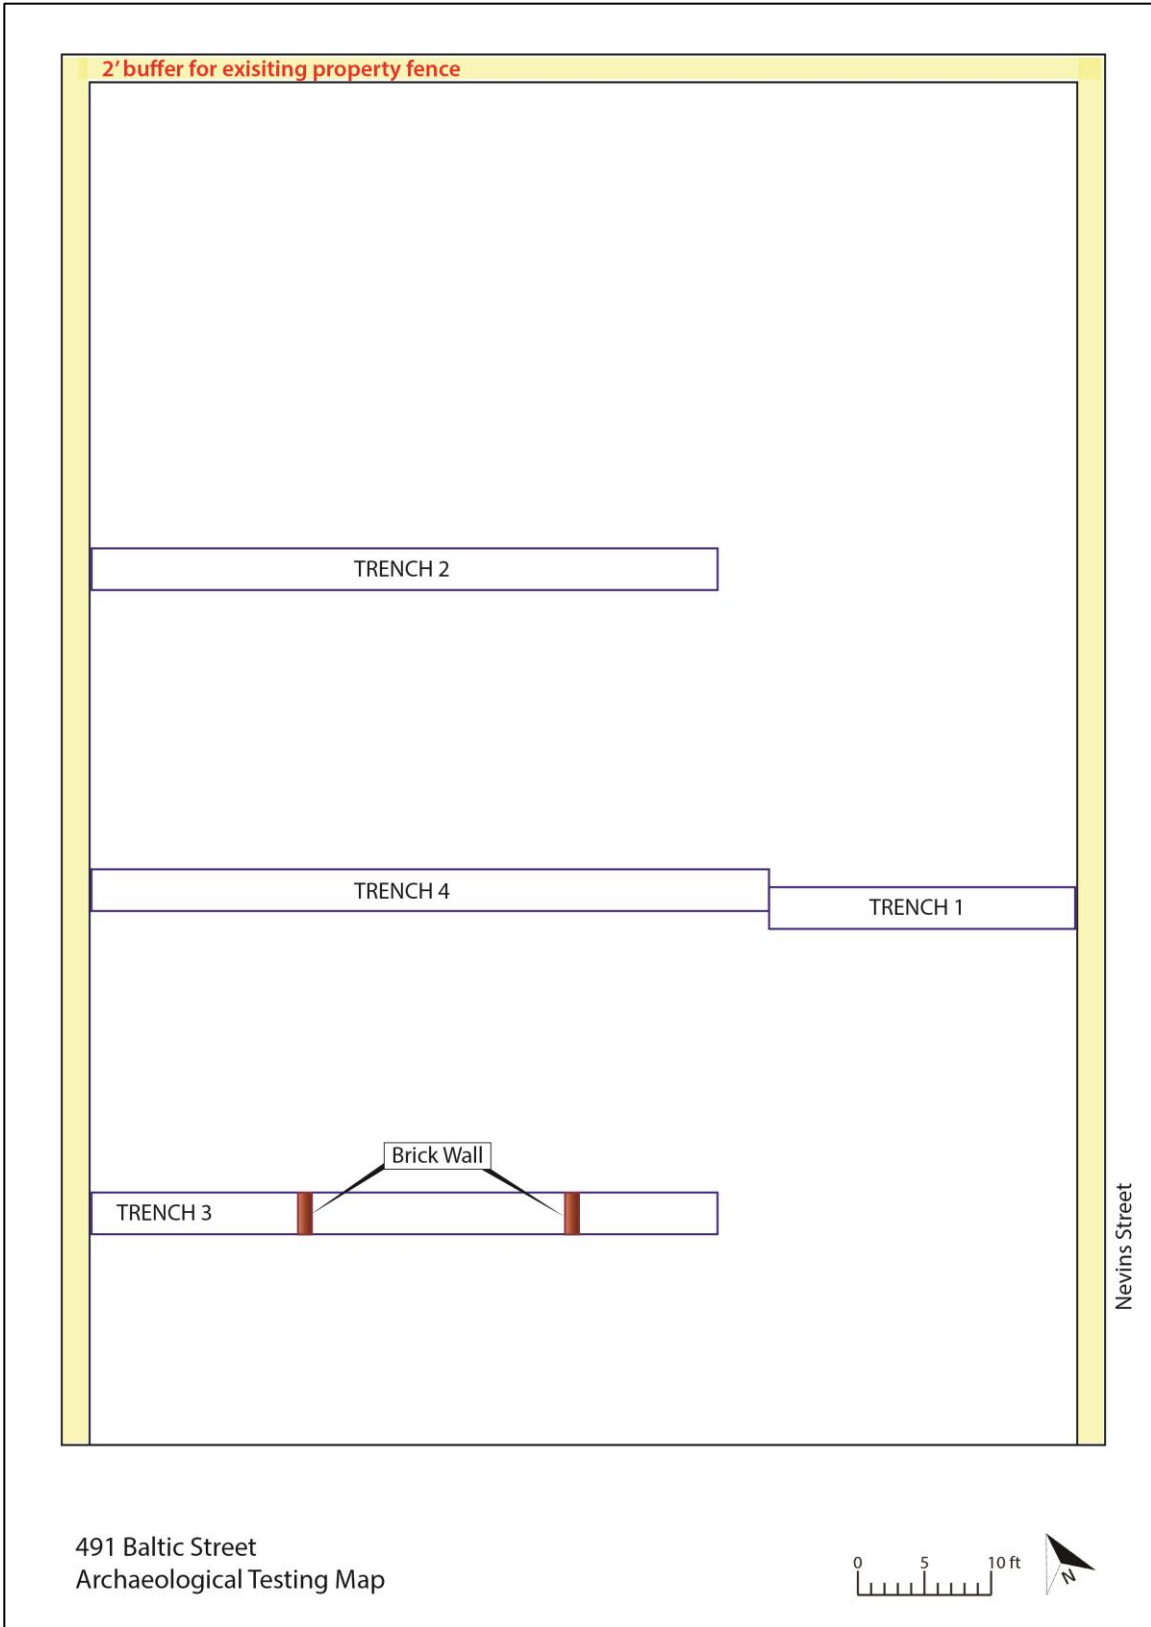 2' buffer for exisiting property fence
TRENCH 2
TRENCH 4
TRENCH 1
Brick Wall
TRENCH 3
Nevins Street
491 Baltic Street
Archaeological Testing Map
0 5 10 ft
N